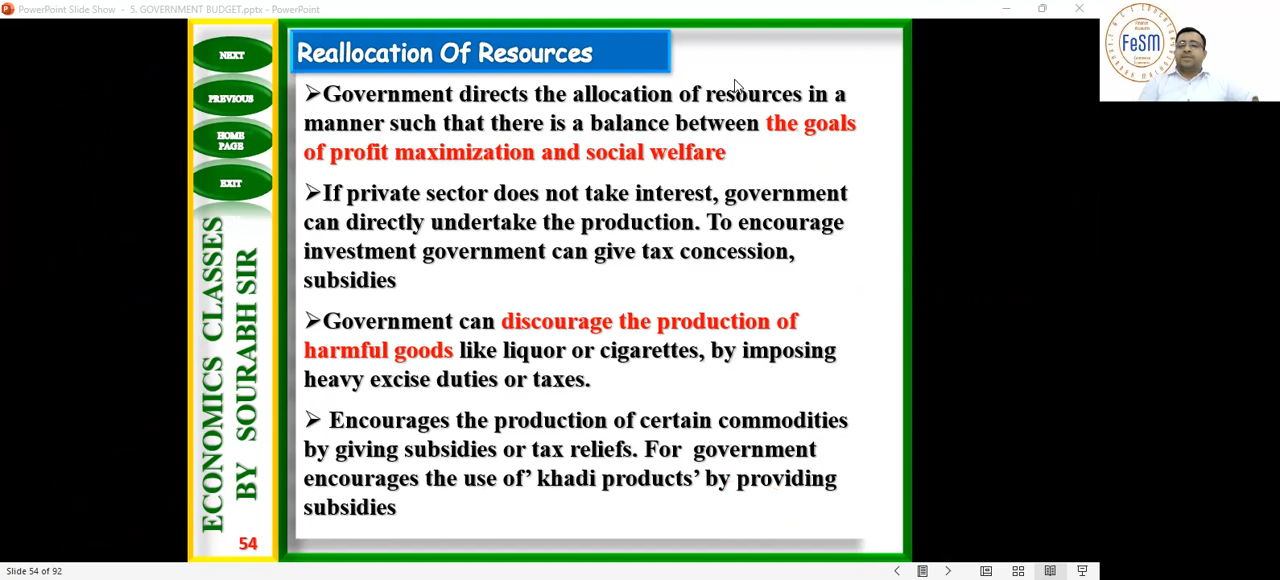 PowerPoint Slide Show - 5. GOVERNMENT BUDGET.pptx - PowerPoint
NEXT
PREVIOUS
HOME
PAGE
EXIT
ECONOMICS CLASSES
BY SOURABH SIR
54
Reallocation Of Resources
➢Government directs the allocation of resources in a
manner such that there is a balance between the goals
of profit maximization and social welfare
➢If private sector does not take interest, government
can directly undertake the production. To encourage
investment government can give tax concession,
subsidies
➢Government can discourage the production of
harmful goods like liquor or cigarettes, by imposing
heavy excise duties or taxes.
➢ Encourages the production of certain commodities
by giving subsidies or tax reliefs. For government
encourages the use of’ khadi products’ by providing
subsidies
FeSM
Slide 54 of 92